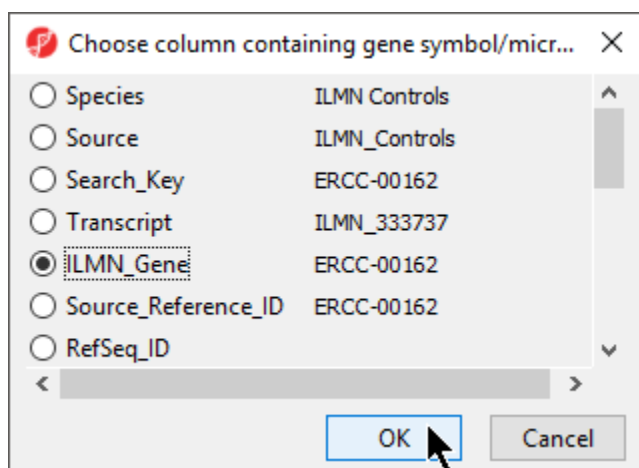 Choose column containing gene symbol/micr...
Species ILMN Controls
Source ILMN_Controls
Search_Key ERCC-00162
Transcript ILMN_333737
ILMN_Gene ERCC-00162
Source_Reference_ID ERCC-00162
RefSeq_ID
OK Cancel